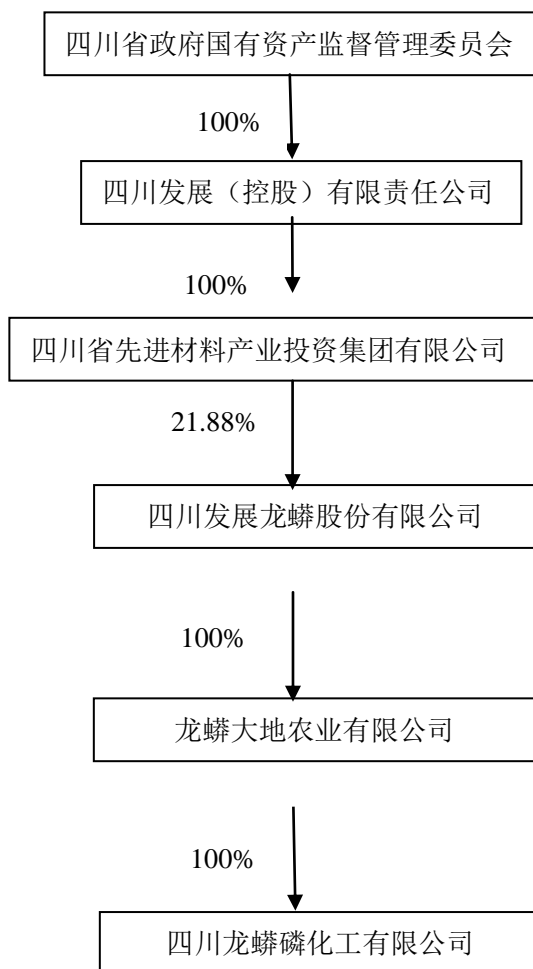 四川省政府国有资产监督管理委员会
100%
四川发展（控股）有限责任公司
100%
四川省先进材料产业投资集团有限公司
21.88%
四川发展龙蟒股份有限公司
100%
龙蟒大地农业有限公司
100%
四川龙蟒磷化工有限公司